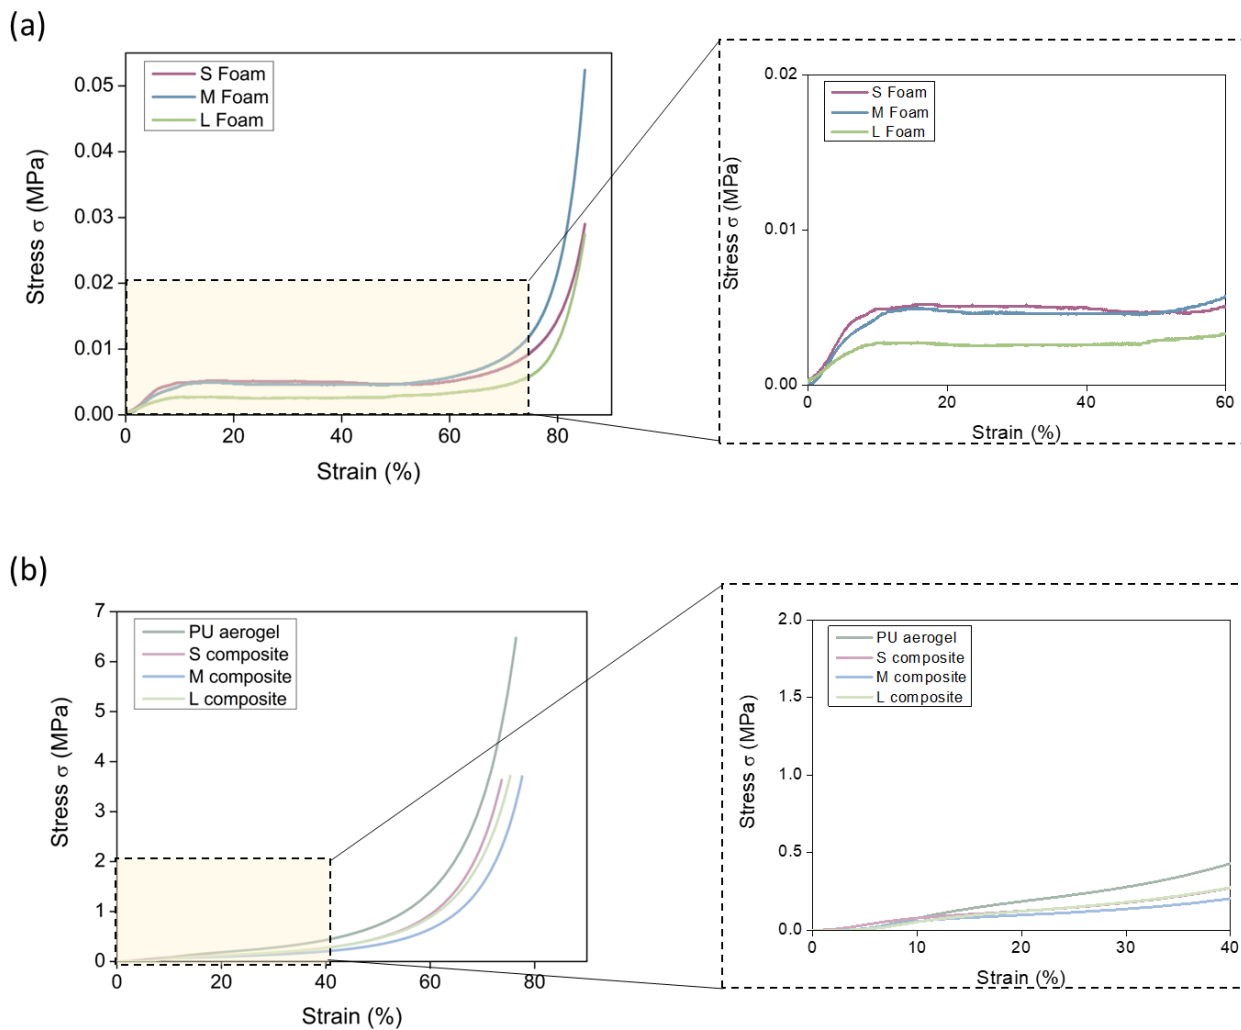 (a)
S Foam
M Foam
L Foam
0.05
0.04
0.03
0.02
0.01
0.00
0
20
40
60
80
Stress σ (MPa)
Strain (%)
S Foam
M Foam
L Foam
0.02
0.01
0.00
0
20
40
60
Stress σ (MPa)
Strain (%)
(b)
PU aerogel
S composite
M composite
L composite
7
6
5
4
3
2
1
0
0
20
40
60
80
Stress σ (MPa)
Strain (%)
PU aerogel
S composite
M composite
L composite
2.0
1.5
1.0
0.5
0.0
0
10
20
30
40
Stress σ (MPa)
Strain (%)